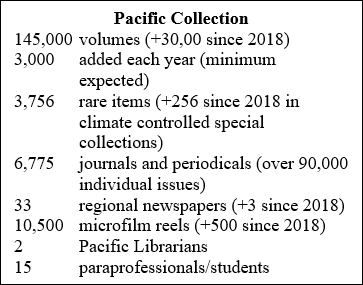 Pacific Collection
145,000 volumes (+30,00 since 2018)
3,000 added each year (minimum
expected)
3,756 rare items (+256 since 2018 in
climate controlled special
collections)
6,775 journals and periodicals (over 90,000
individual issues)
33 regional newspapers (+3 since 2018)
10,500 microfilm reels (+500 since 2018)
2 Pacific Librarians
15 paraprofessionals/students